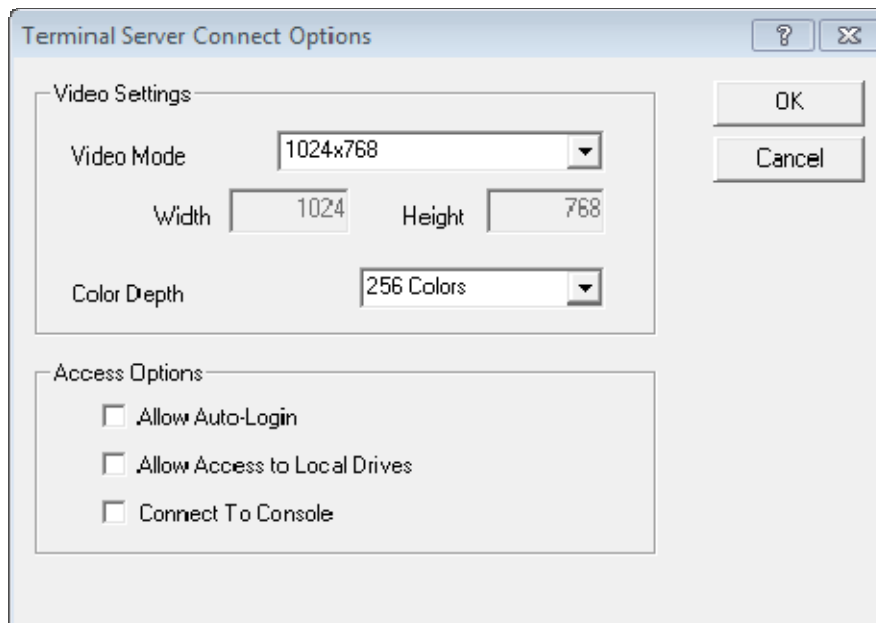 Terminal Server Connect Options
Video Settings
OK
Video Mode 1024x768
Cancel
Width 1024 Height 768
Color Depth 256 Colors
Access Options
Allow Auto-Login
Allow Access to Local Drives
Connect To Console